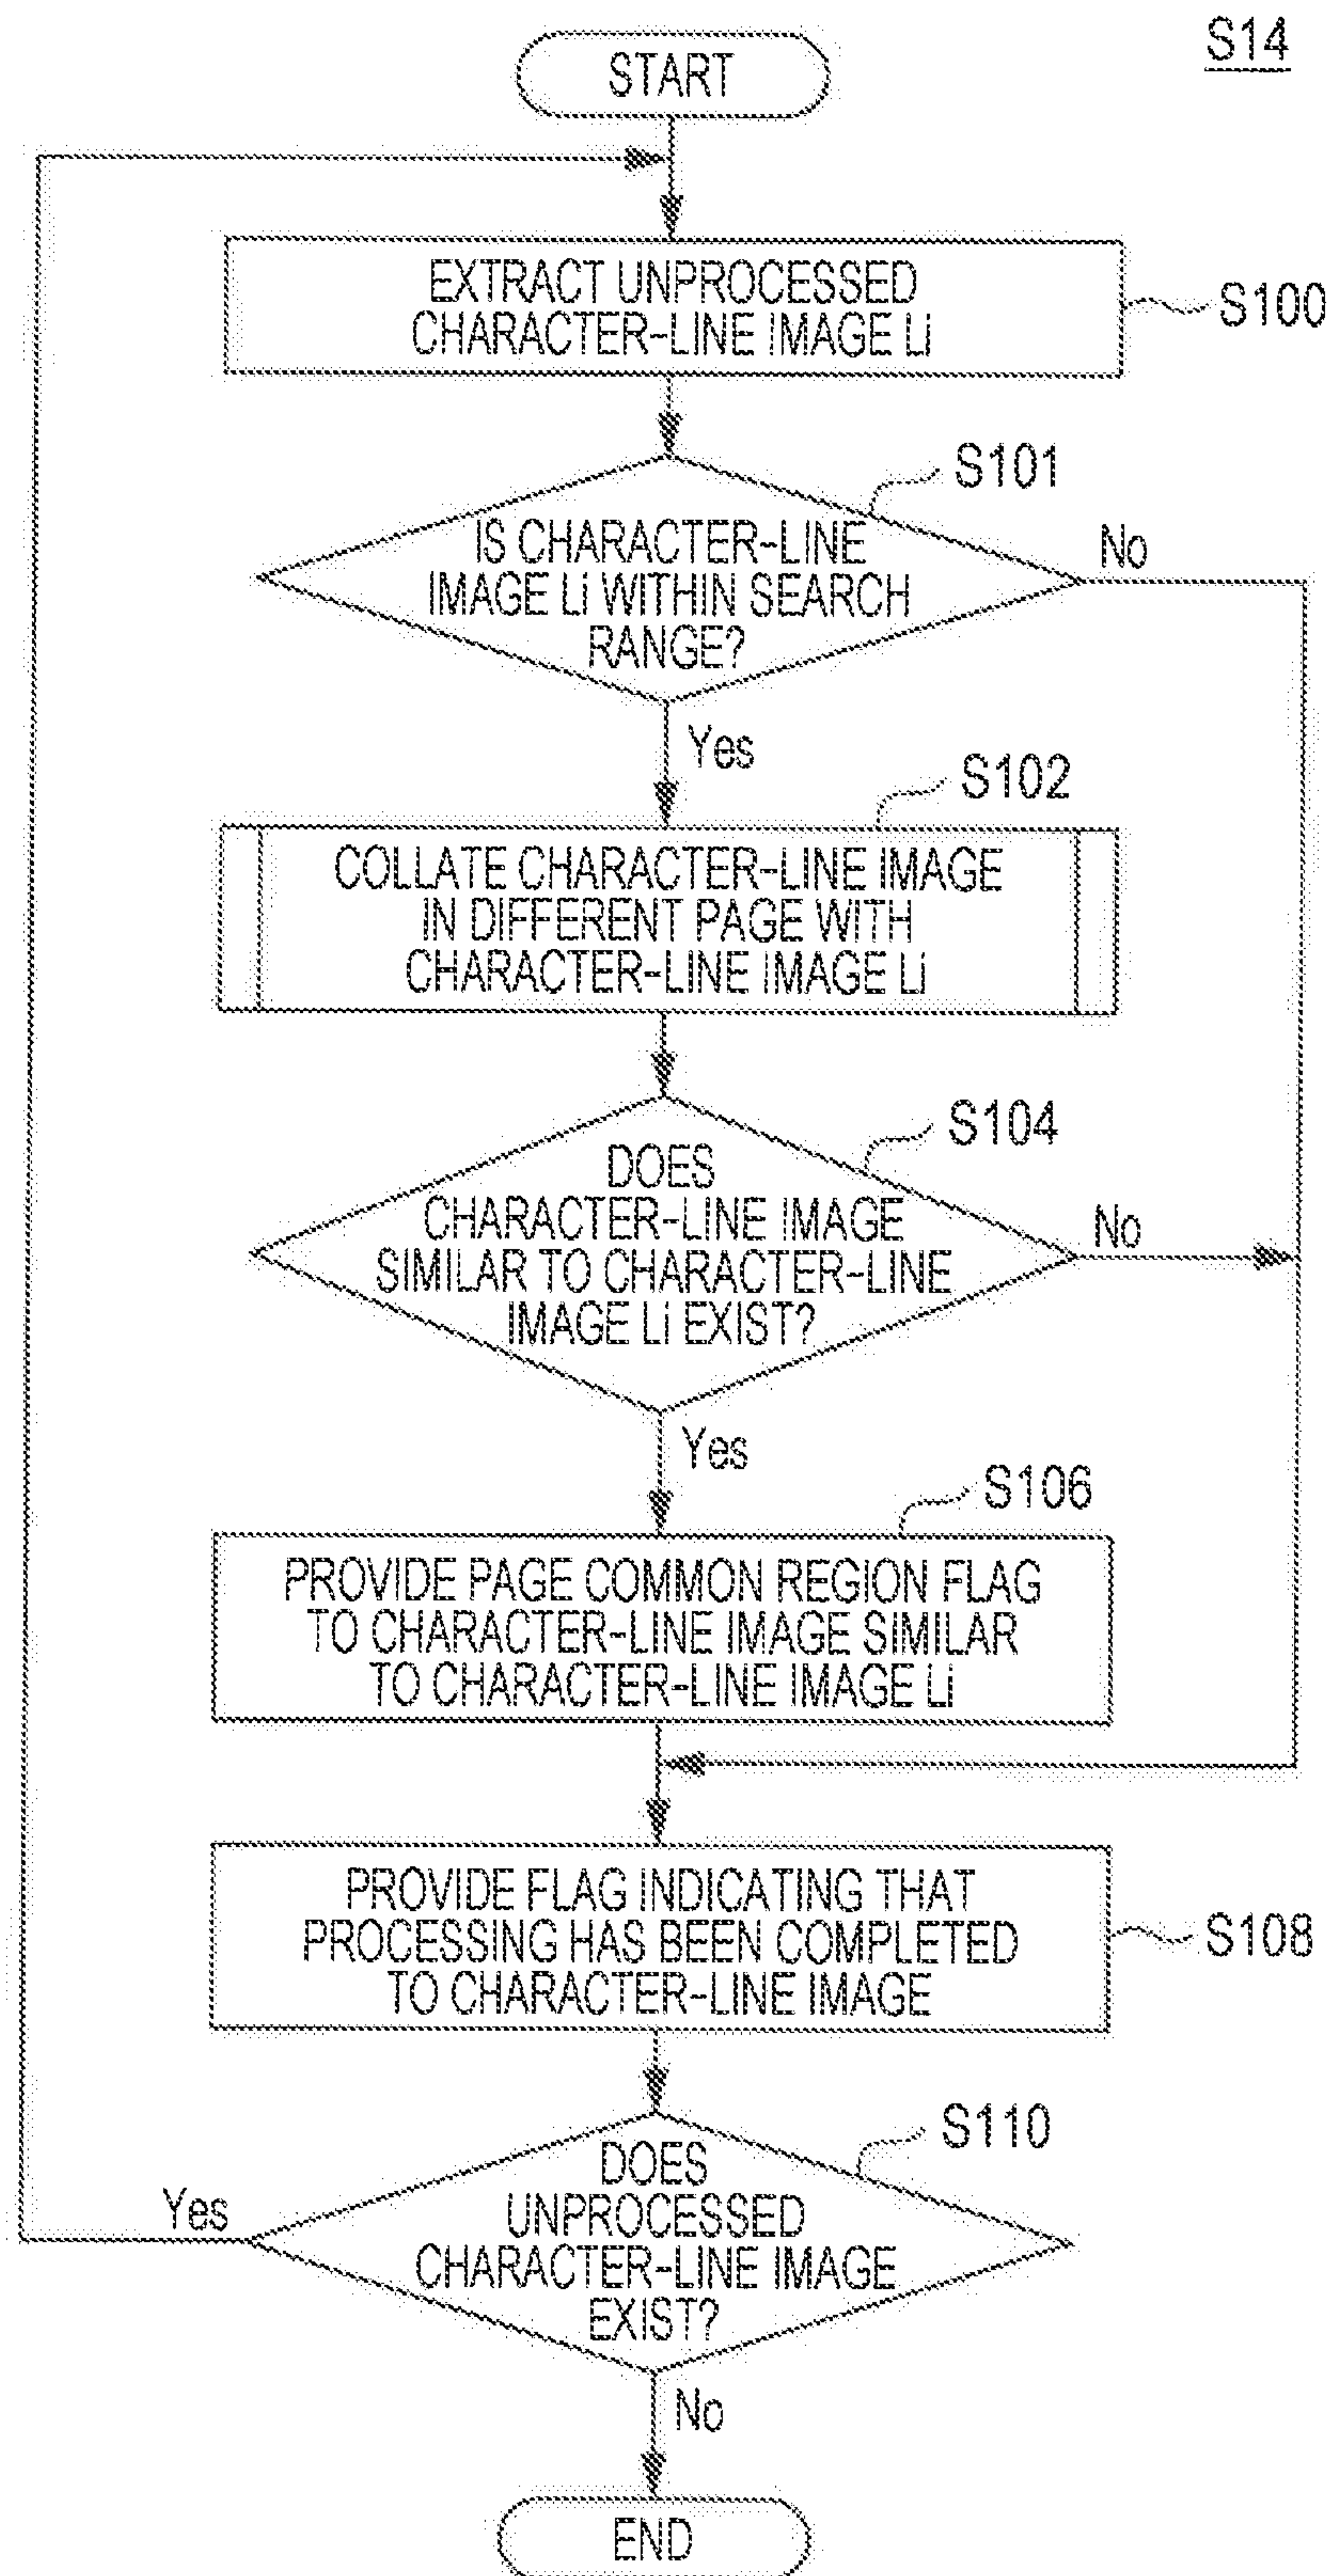 S14
START
EXTRACT UNPROCESSED
CHARACTER-LINE IMAGE Li
S100
S101
IS CHARACTER-LINE
IMAGE Li WITHIN SEARCH
RANGE?
No
Yes
S102
COLLATE CHARACTER-LINE IMAGE
IN DIFFERENT PAGE WITH
CHARACTER-LINE IMAGE Li
S104
DOES
CHARACTER-LINE IMAGE
SIMILAR TO CHARACTER-LINE
IMAGE Li EXIST?
No
Yes
S106
PROVIDE PAGE COMMON REGION FLAG
TO CHARACTER-LINE IMAGE SIMILAR
TO CHARACTER-LINE IMAGE Li
PROVIDE FLAG INDICATING THAT
PROCESSING HAS BEEN COMPLETED
TO CHARACTER-LINE IMAGE
S108
S110
DOES
UNPROCESSED
CHARACTER-LINE IMAGE
EXIST?
Yes
No
END